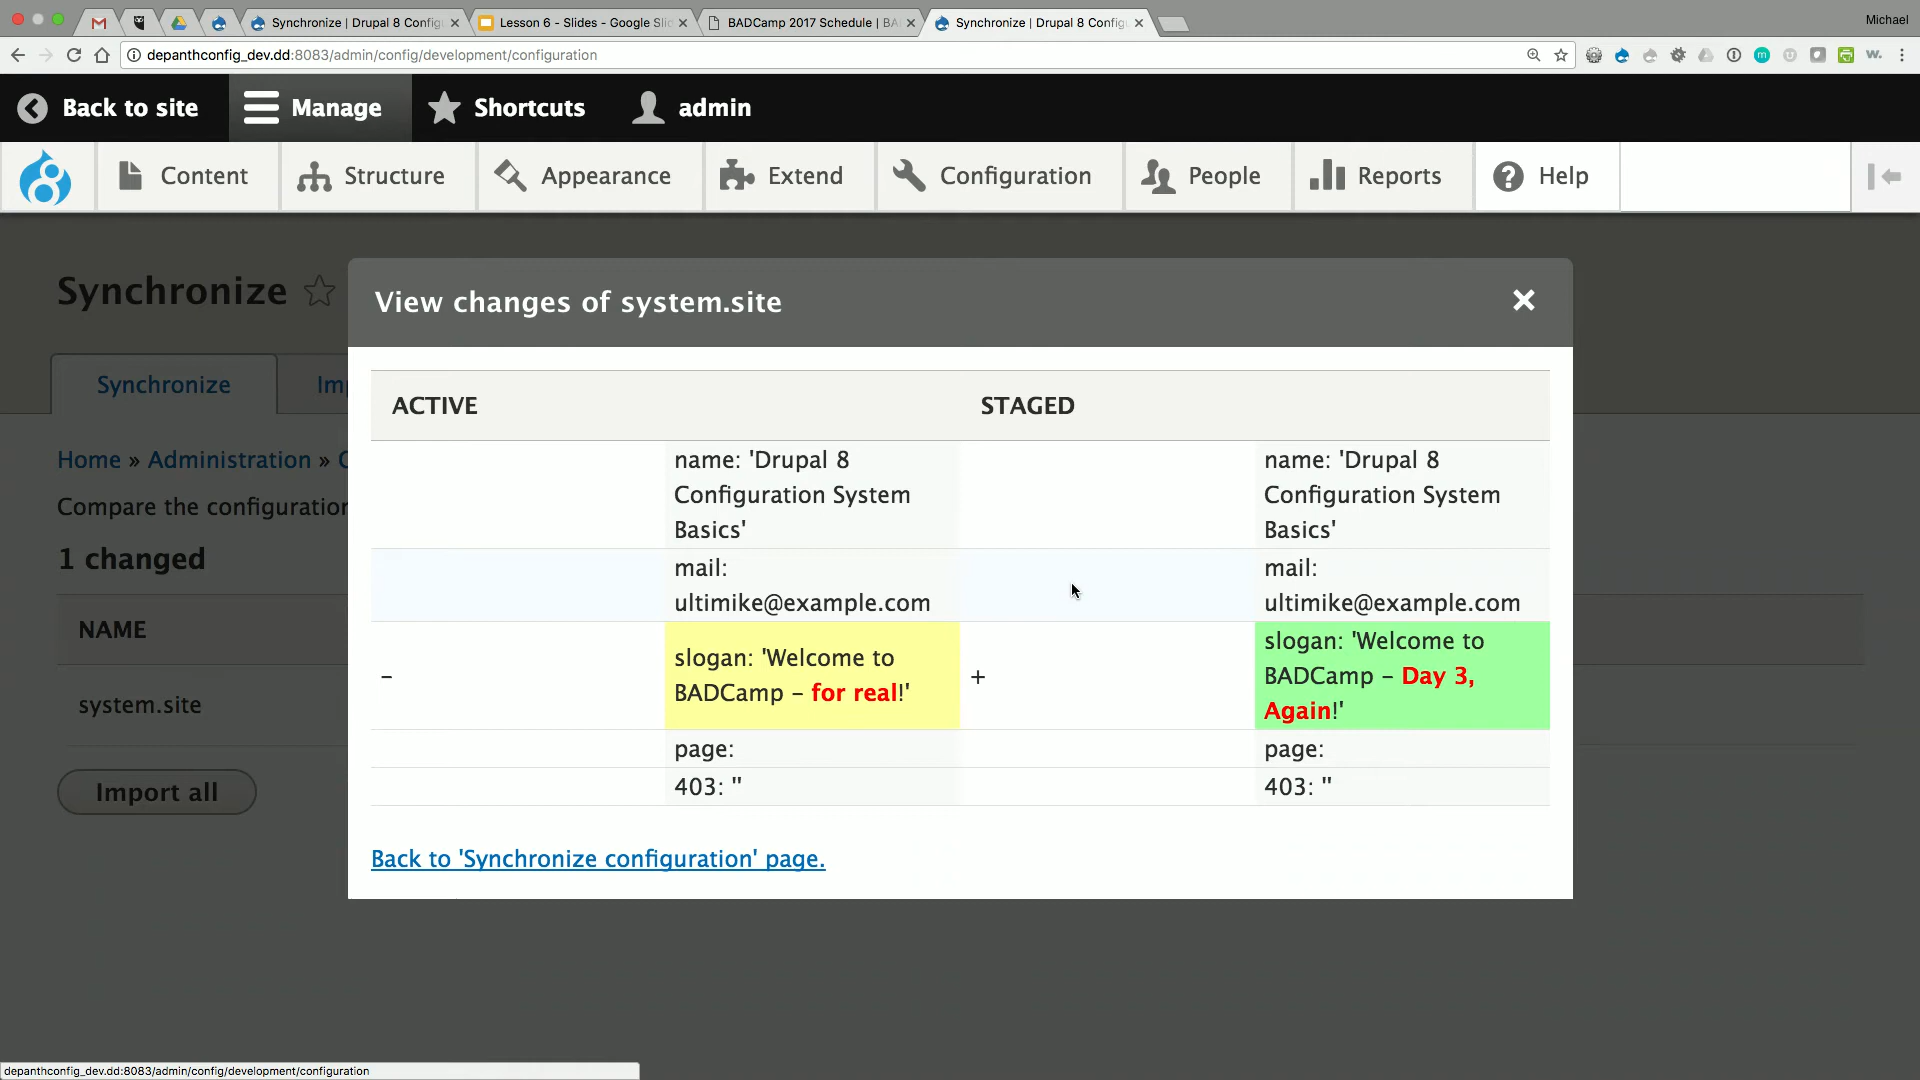 Synchronize | Drupal 8 Config
Lesson 6 - Slides - Google Slid
BADCamp 2017 Schedule | BA
Synchronize | Drupal 8 Config
Michael
depanthconfig_dev.dd:8083/admin/config/development/configuration
Back to site
Manage
Shortcuts
admin
Content
Structure
Appearance
Extend
Configuration
People
Reports
Help
Synchronize
View changes of system.site
Synchronize
Im
ACTIVE
STAGED
Home » Administration » C
Compare the configuration
1 changed
NAME
system.site
Import all
name: 'Drupal 8
Configuration System
Basics'
name: 'Drupal 8
Configuration System
Basics'
mail:
ultimike@example.com
mail:
ultimike@example.com
-
slogan: 'Welcome to
BADCamp - for real!'
+
slogan: 'Welcome to
BADCamp - Day 3,
Again!'
page:
page:
403: ''
403: ''
Back to 'Synchronize configuration' page.
depanthconfig_dev.dd:8083/admin/config/development/configuration